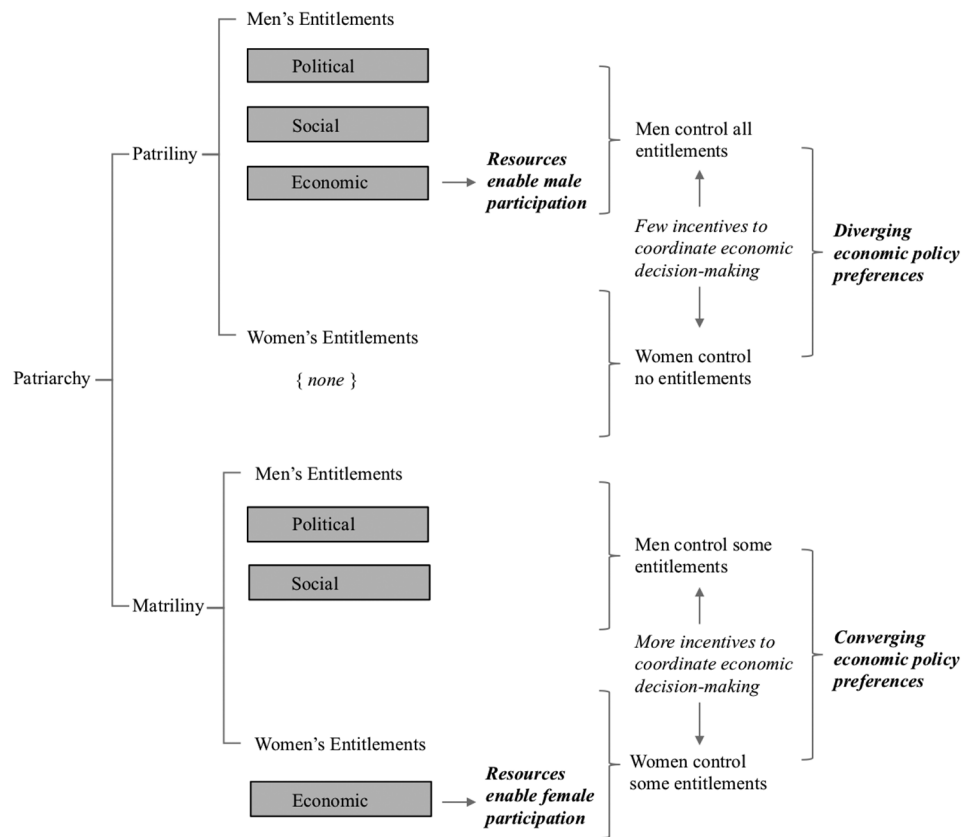 Men’s Entitlements
Political
Social
Economic
Patriliny
Resources
enable male
participation
Men control all
entitlements
Few incentives to
coordinate economic
decision-making
Diverging
economic policy
preferences
Women’s Entitlements
{ none }
Women control
no entitlements
Patriarchy
Men’s Entitlements
Political
Social
Matriliny
Men control some
entitlements
More incentives to
coordinate economic
decision-making
Converging
economic policy
preferences
Women’s Entitlements
Economic
Resources
enable female
participation
Women control
some entitlements